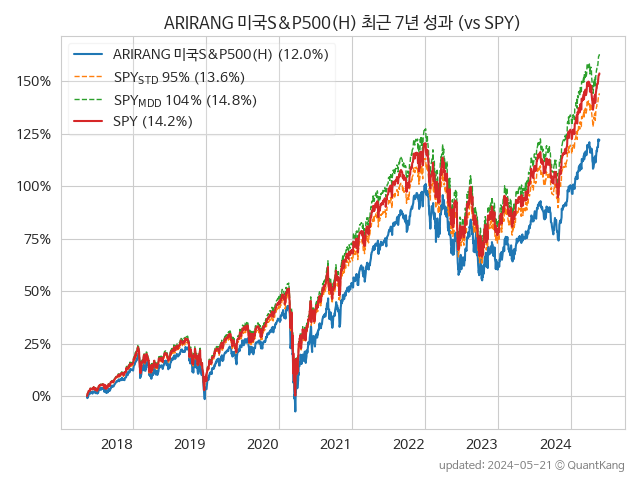 ARIRANG 미국S&P500(H) 최근 7년 성과 (vs SPY)
ARIRANG 미국S&P500(H) (12.0%)
SPY_STD 95% (13.6%)
SPY_MDD 104% (14.8%)
SPY (14.2%)
150%
125%
100%
75%
50%
25%
0%
2018 2019 2020 2021 2022 2023 2024
updated: 2024-05-21 © QuantKang